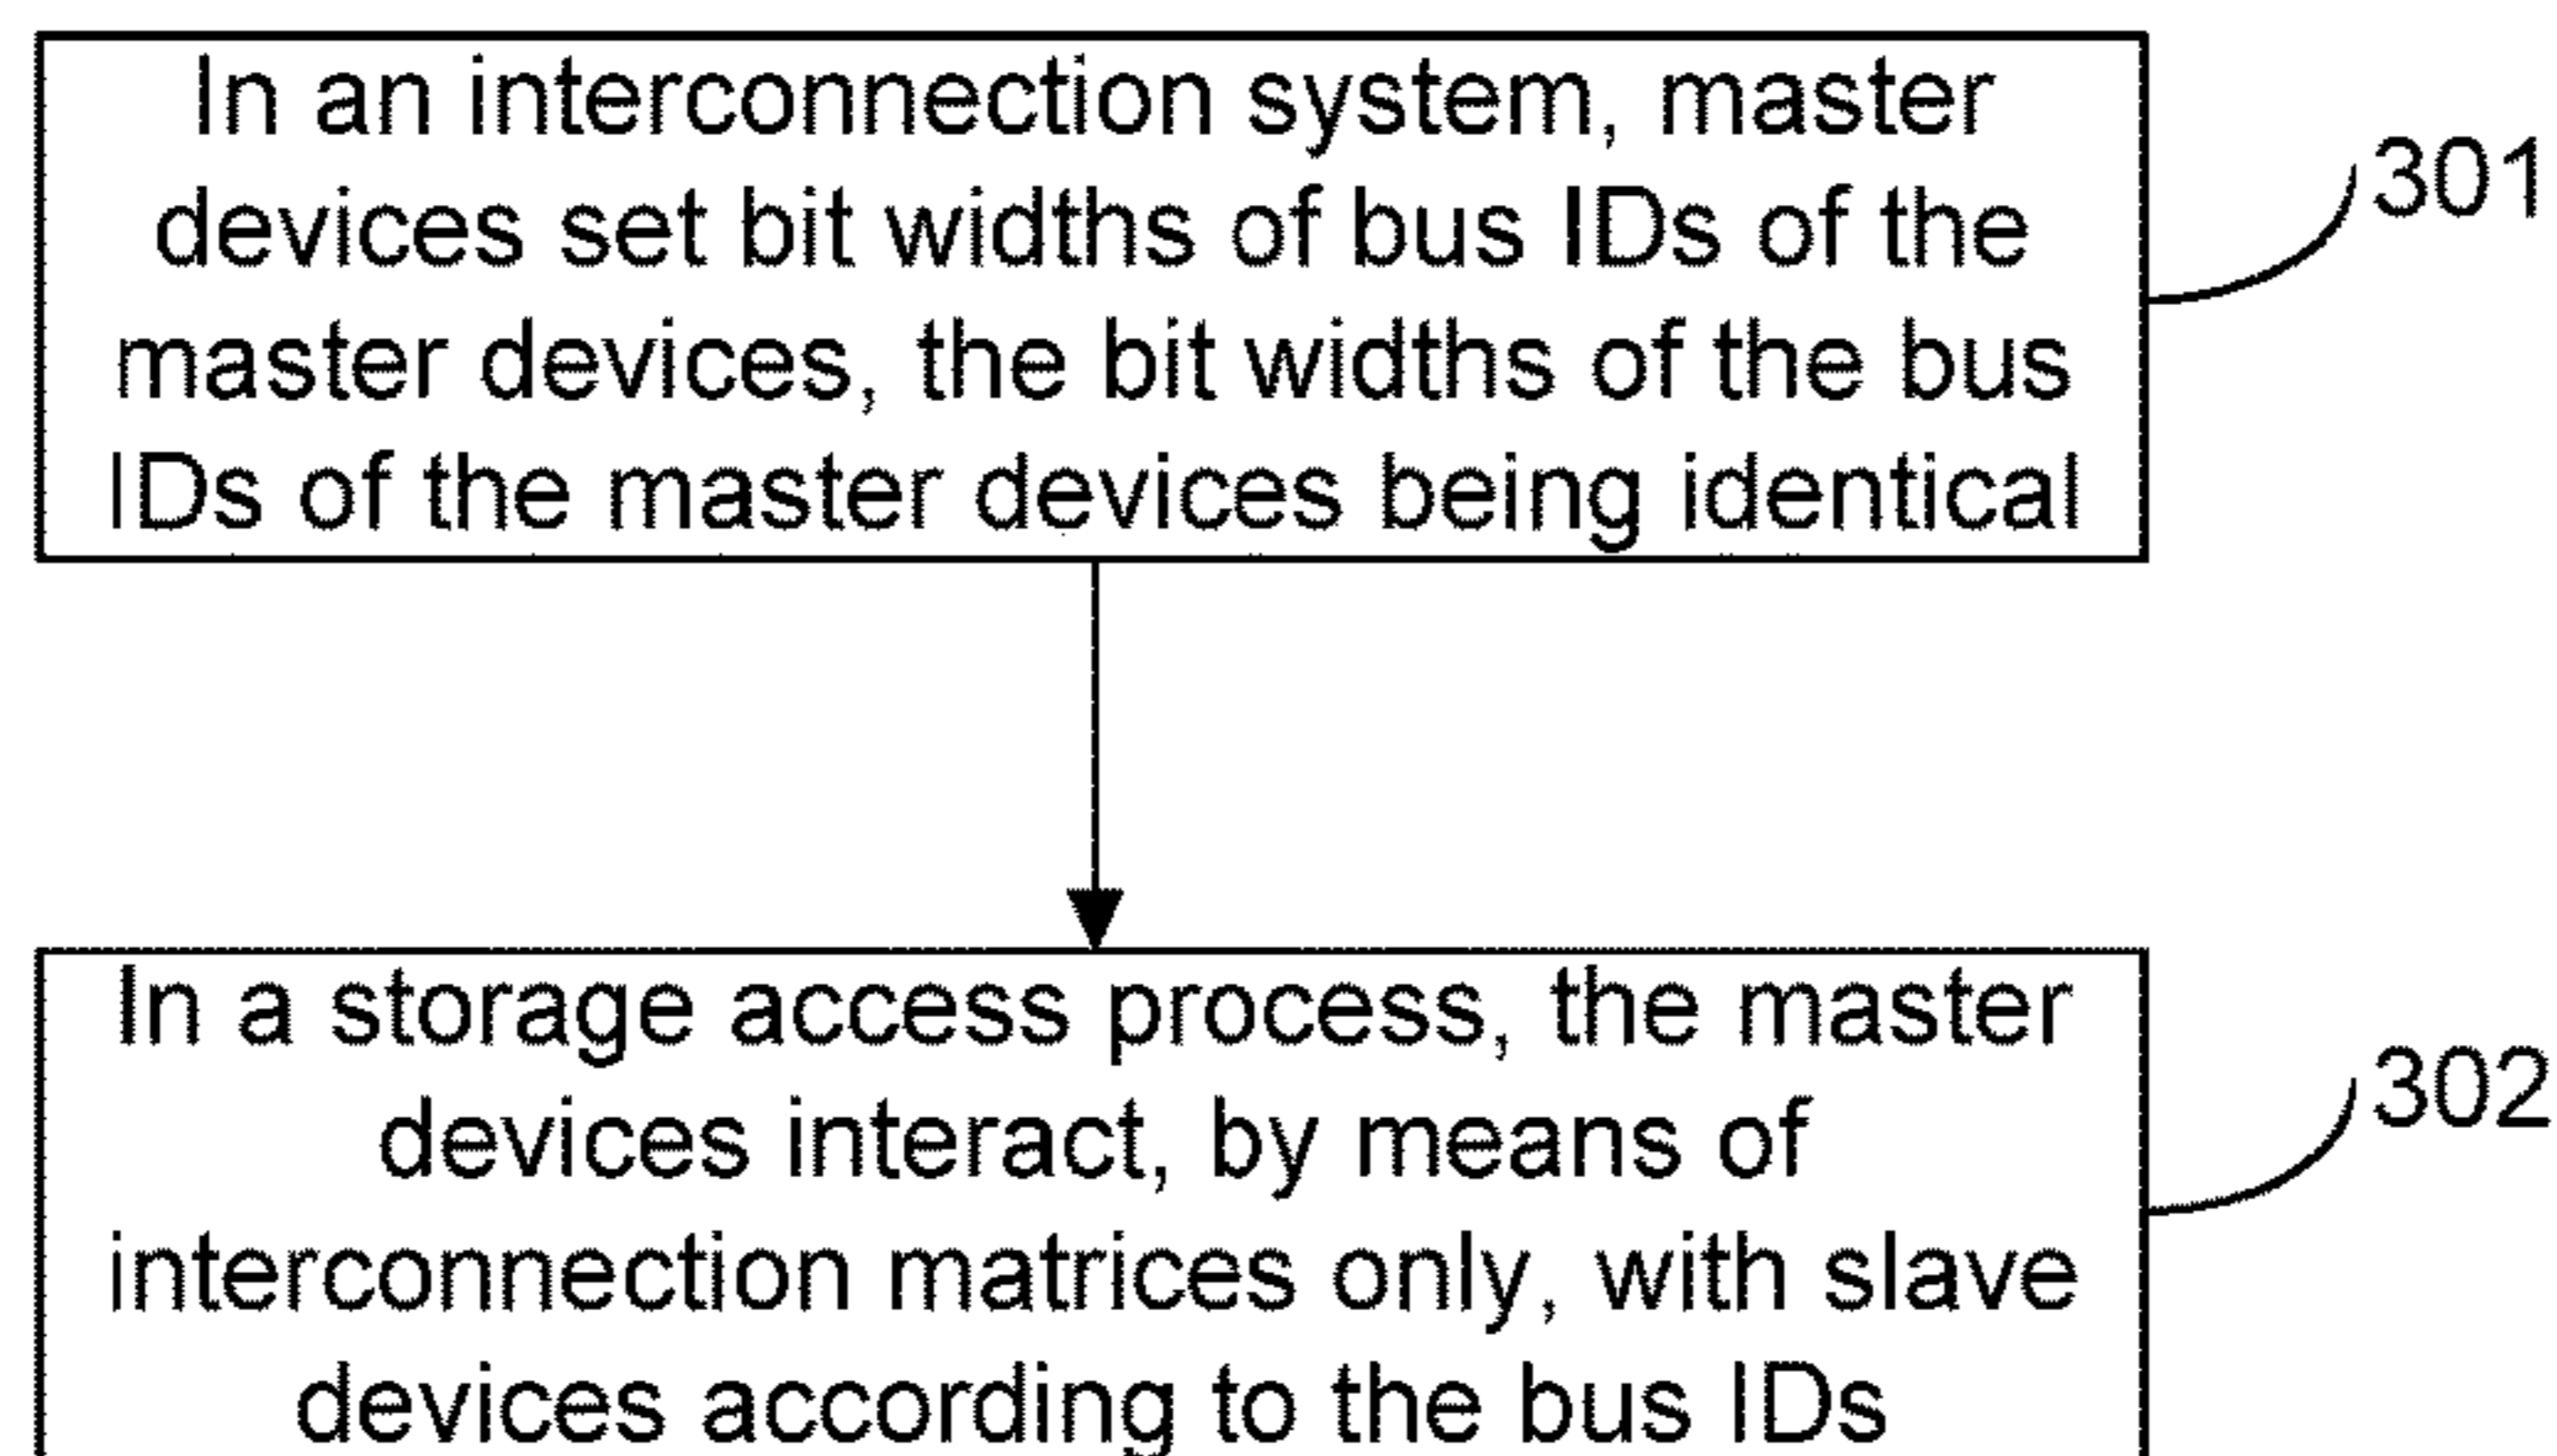 In an interconnection system, master
devices set bit widths of bus IDs of the
master devices, the bit widths of the bus
IDs of the master devices being identical
301
In a storage access process, the master
devices interact, by means of
interconnection matrices only, with slave
devices according to the bus IDs
302